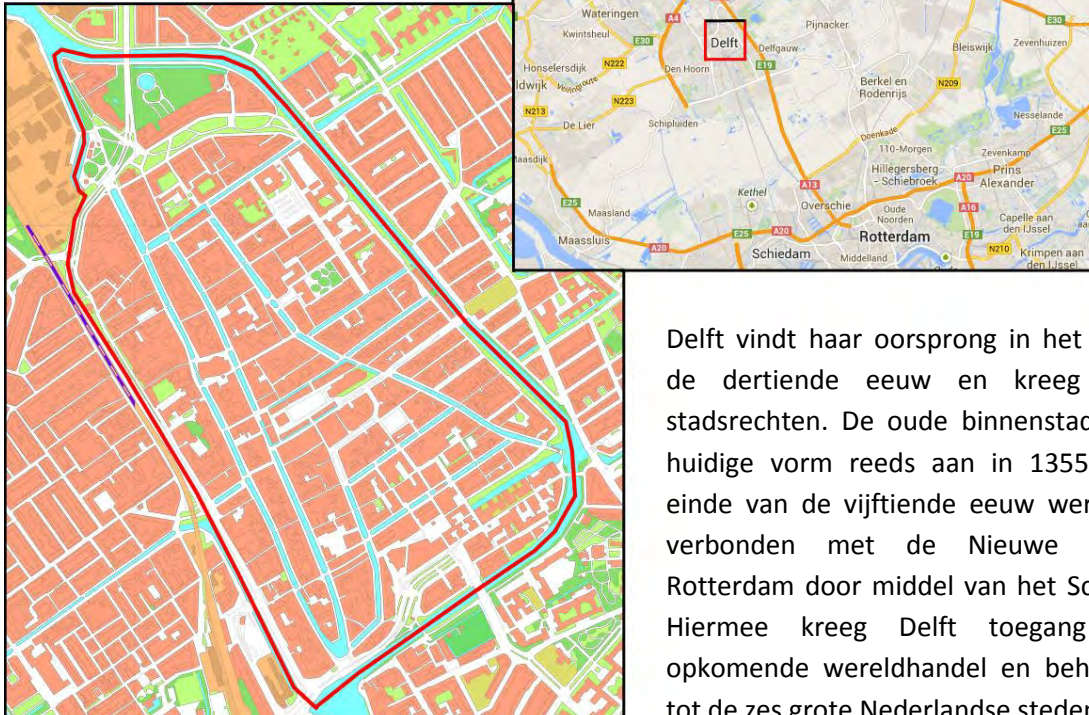 Wateringen
A4
Pijnacker
E30
Kwintsheul
E30
Delft
Delfgauw
Bleiswijk
Zevenhuizen
Honselersdijk
N222
Den Hoorn
E19
ldwijk
Veilingroute
Berkel en
Rodenrijs
N209
N213
N223
De Lier
Schipluiden
Nesselande
Doenkade
E25
110-Morgen
Zevenkamp
aasdijk
Hillegersberg
- Schiebroek
A20
Prins
Alexander
Kethel
A13
E25
Maasland
Overschie
Oude
Noorden
A16
Capelle aan
den IJssel
Maassluis
A20
E25
A20
Rotterdam
E19
Schiedam
Middelland
N210
Krimpen aan
den IJssel
Delft vindt haar oorsprong in het
de dertiende eeuw en kreeg
stadsrechten. De oude binnenstad
huidige vorm reeds aan in 1355
einde van de vijftiende eeuw wer
verbonden met de Nieuwe
Rotterdam door middel van het Sc
Hiermee kreeg Delft toegang
opkomende wereldhandel en beh
tot de zes grote Nederlandse steden